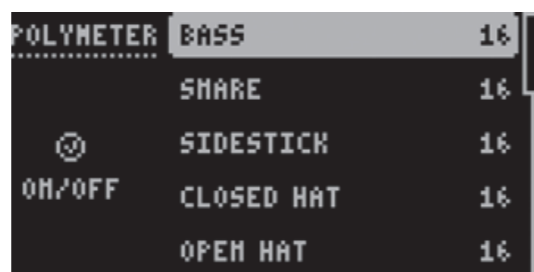 POLYMETER
BASS 16
SNARE 16
SIDESTICK 16
ON/OFF
CLOSED HAT 16
OPEN HAT 16